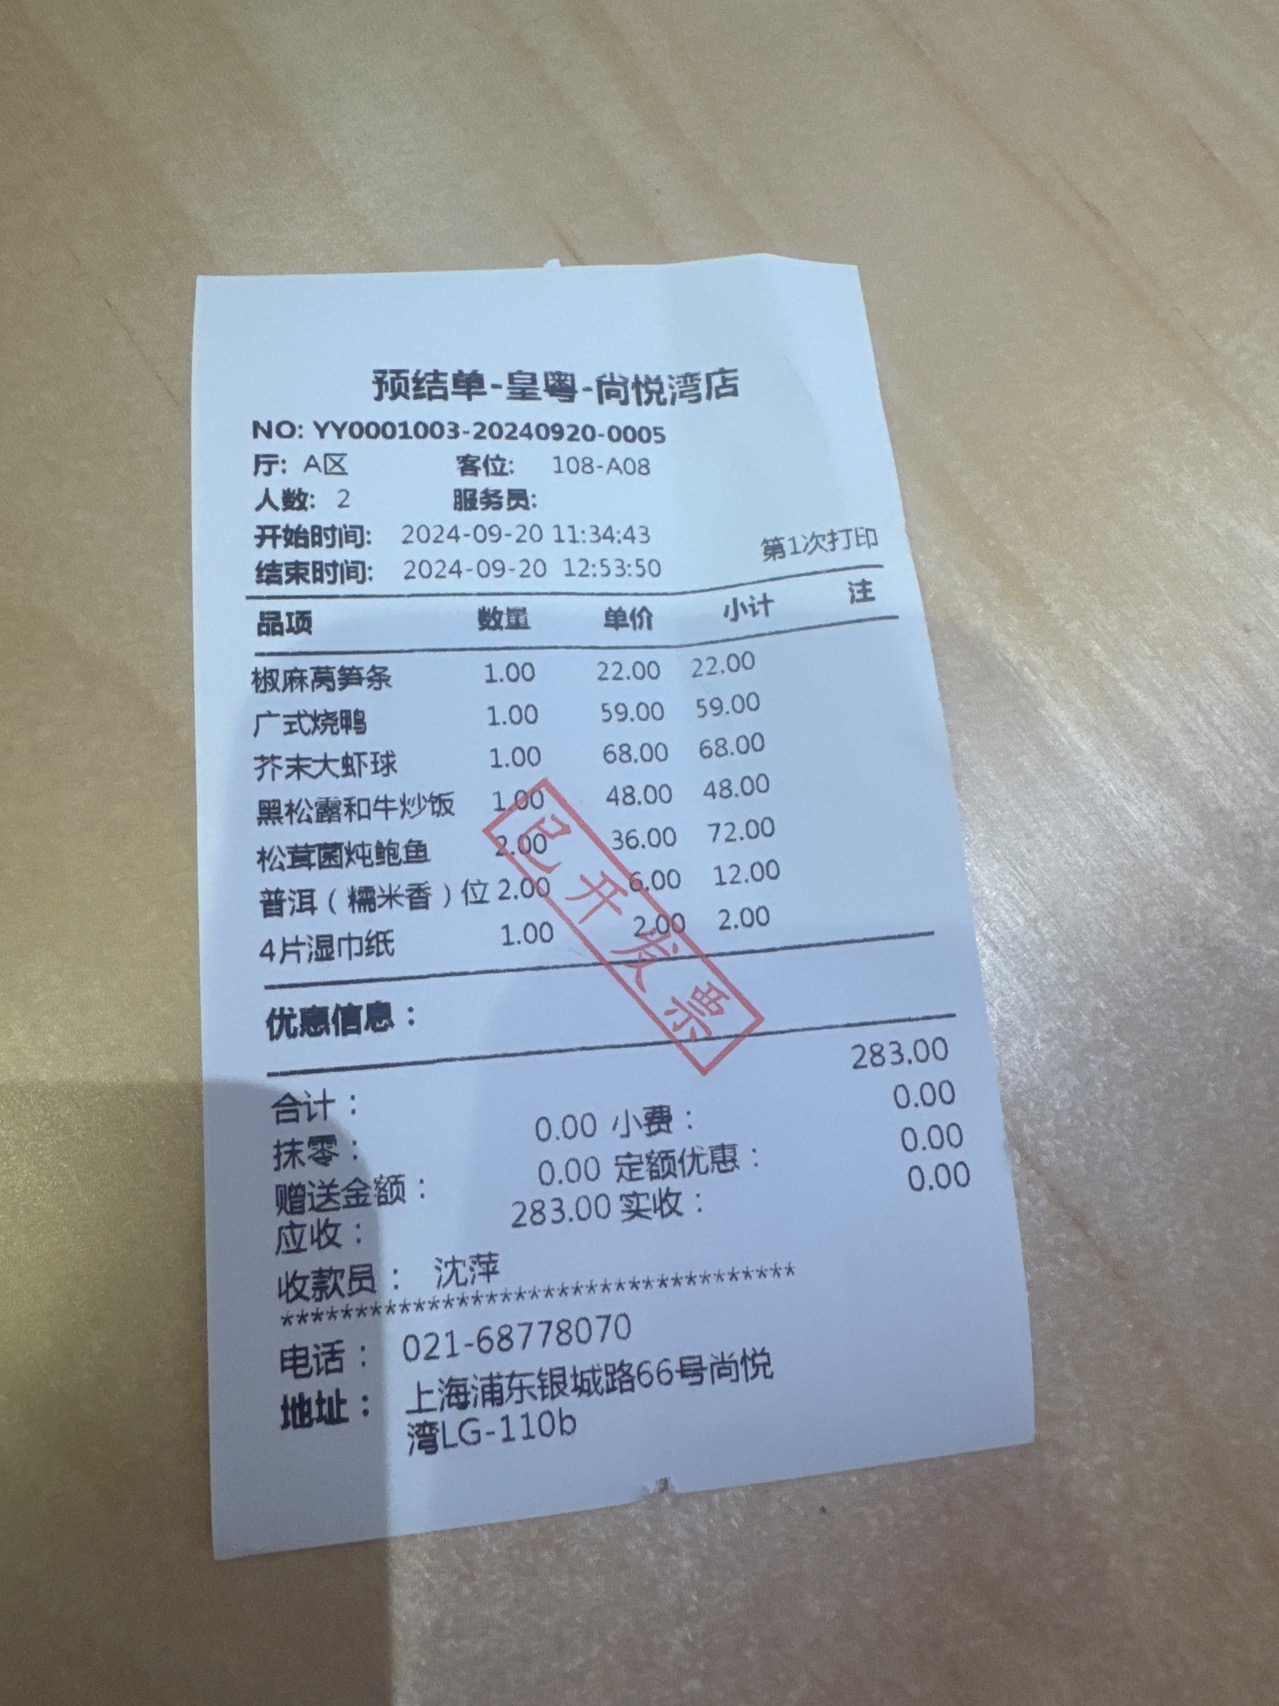 预结单-皇粤-尚悦湾店
NO: YY0001003-20240920-0005
厅: A区 客位: 108-A08
人数: 2 服务员:
开始时间: 2024-09-20 11:34:43
结束时间: 2024-09-20 12:53:50 第1次打印
品项 数量 单价 小计 注
椒麻莴笋条 1.00 22.00 22.00
广式烧鸭 1.00 59.00 59.00
芥末大虾球 1.00 68.00 68.00
黑松露和牛炒饭 1.00 48.00 48.00
松茸菌炖鲍鱼 2.00 36.00 72.00
普洱（糯米香）位 2.00 6.00 12.00
4片湿巾纸 1.00 2.00 2.00
已开发票
优惠信息：
合计： 283.00
抹零： 0.00 小费： 0.00
赠送金额： 0.00 定额优惠： 0.00
应收： 283.00 实收： 0.00
收款员： 沈萍
***********************************
电话： 021-68778070
地址： 上海浦东银城路66号尚悦
湾LG-110b